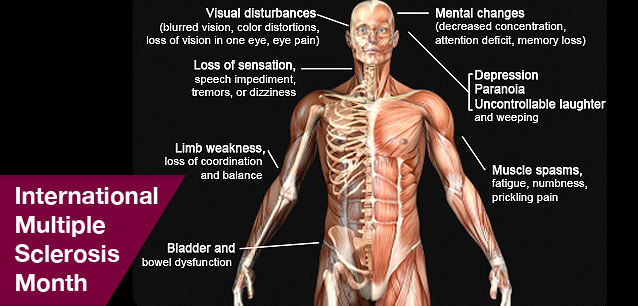 Visual disturbances
(blurred vision, color distortions,
loss of vision in one eye, eye pain)
Mental changes
(decreased concentration,
attention deficit, memory loss)
Loss of sensation,
speech impediment,
tremors, or dizziness
Depression
Paranoia
Uncontrollable laughter
and weeping
Limb weakness,
loss of coordination
and balance
Muscle spasms,
fatigue, numbness,
prickling pain
Bladder and
bowel dysfunction
International
Multiple
Sclerosis
Month